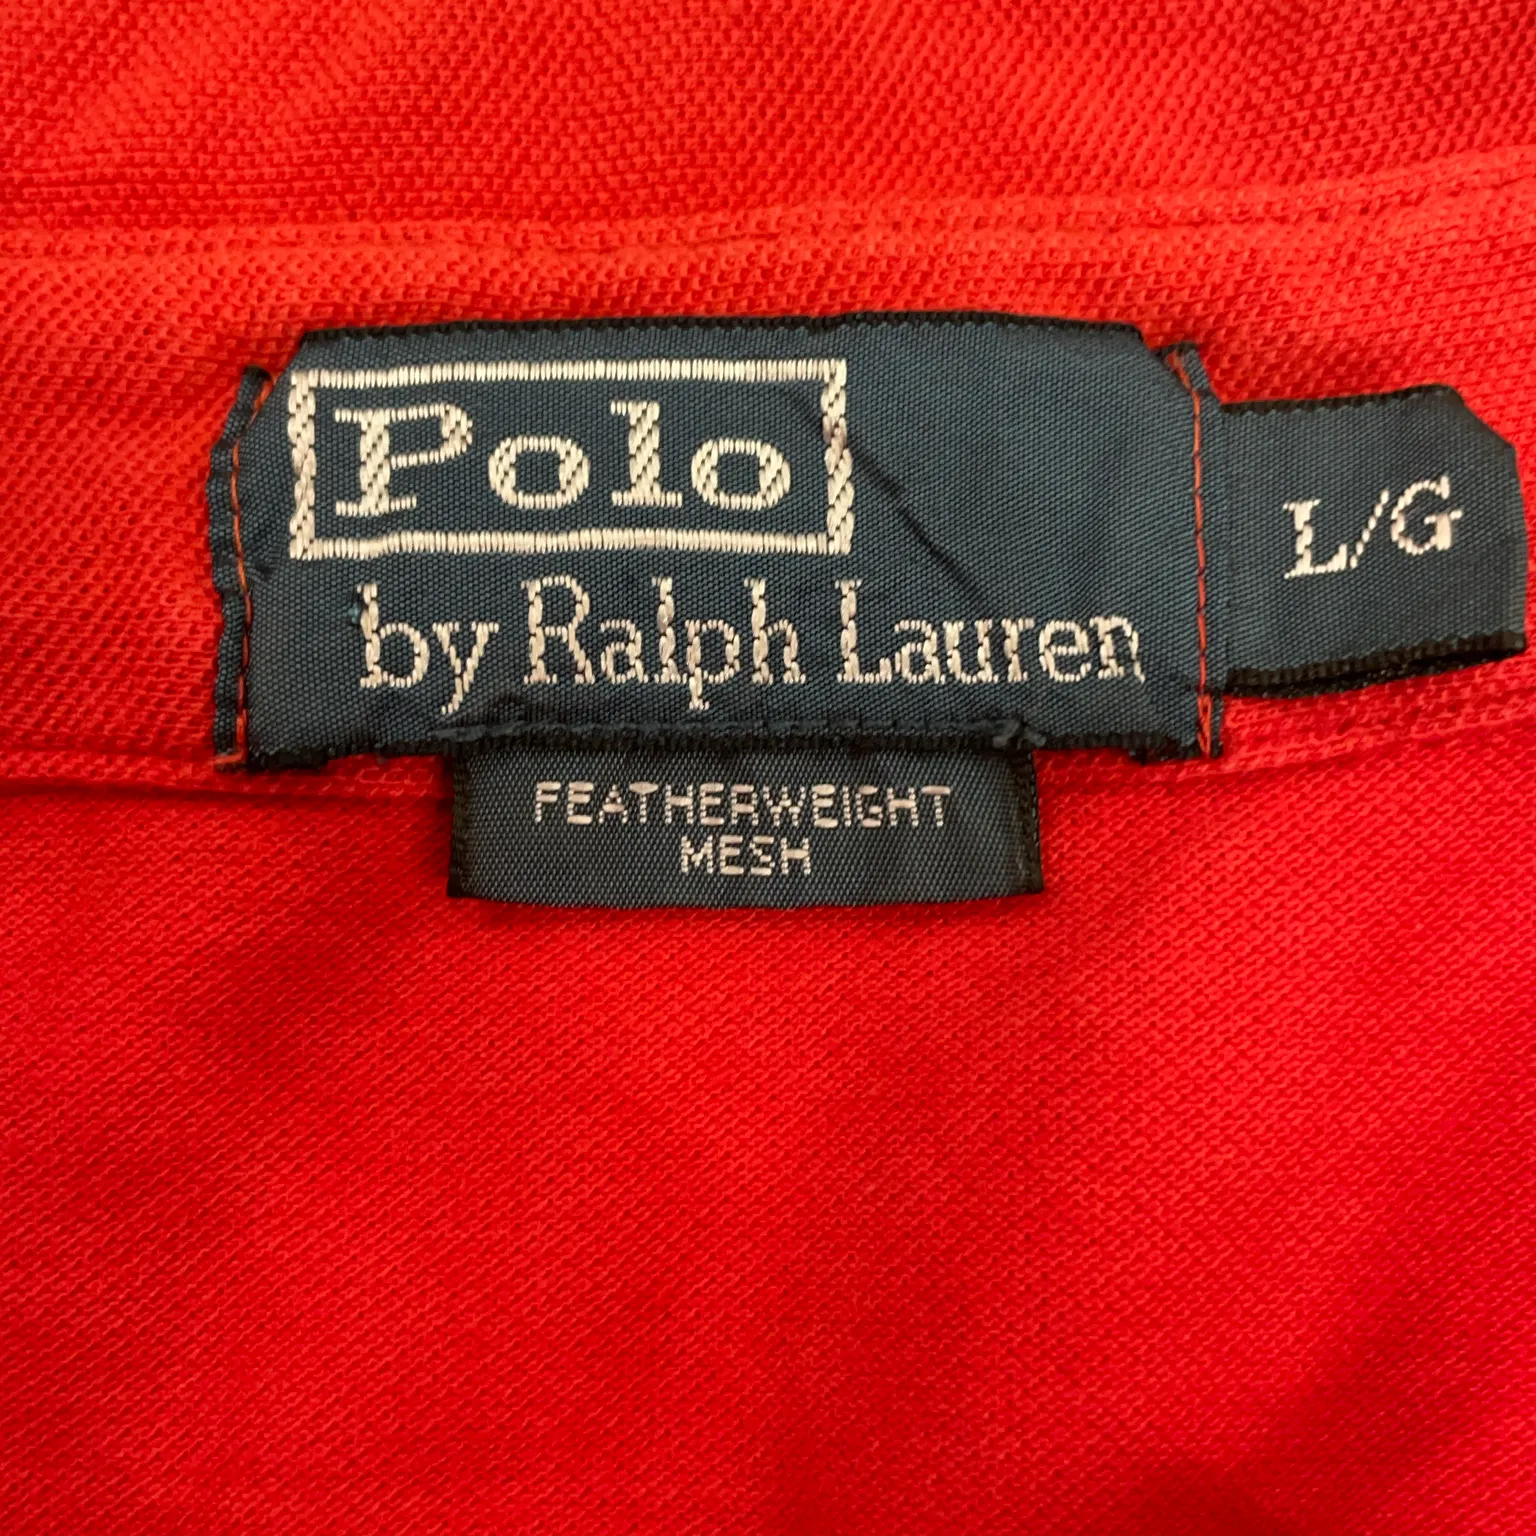 Polo
by Ralph Lauren
L/G
FEATHERWEIGHT
MESH